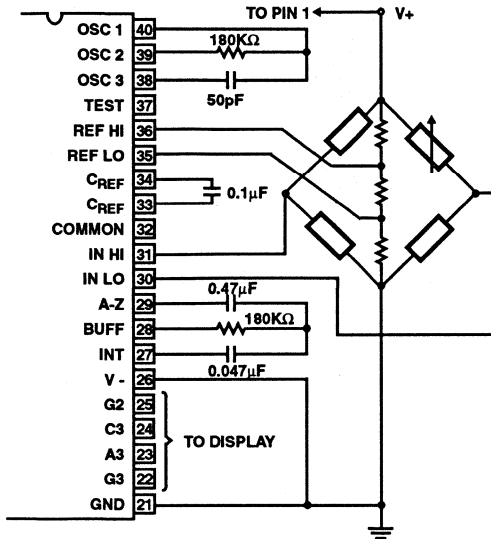 TO PIN 1 V+
OSC 1 40
180KΩ
OSC 2 39
OSC 3 38
50pF
TEST 37
REF HI 36
REF LO 35
CREF 34
0.1μF
CREF 33
COMMON 32
IN HI 31
IN LO 30
0.47μF
A-Z 29
180KΩ
BUFF 28
INT 27
0.047μF
V - 26
G2 25
C3 24
TO DISPLAY
A3 23
G3 22
GND 21